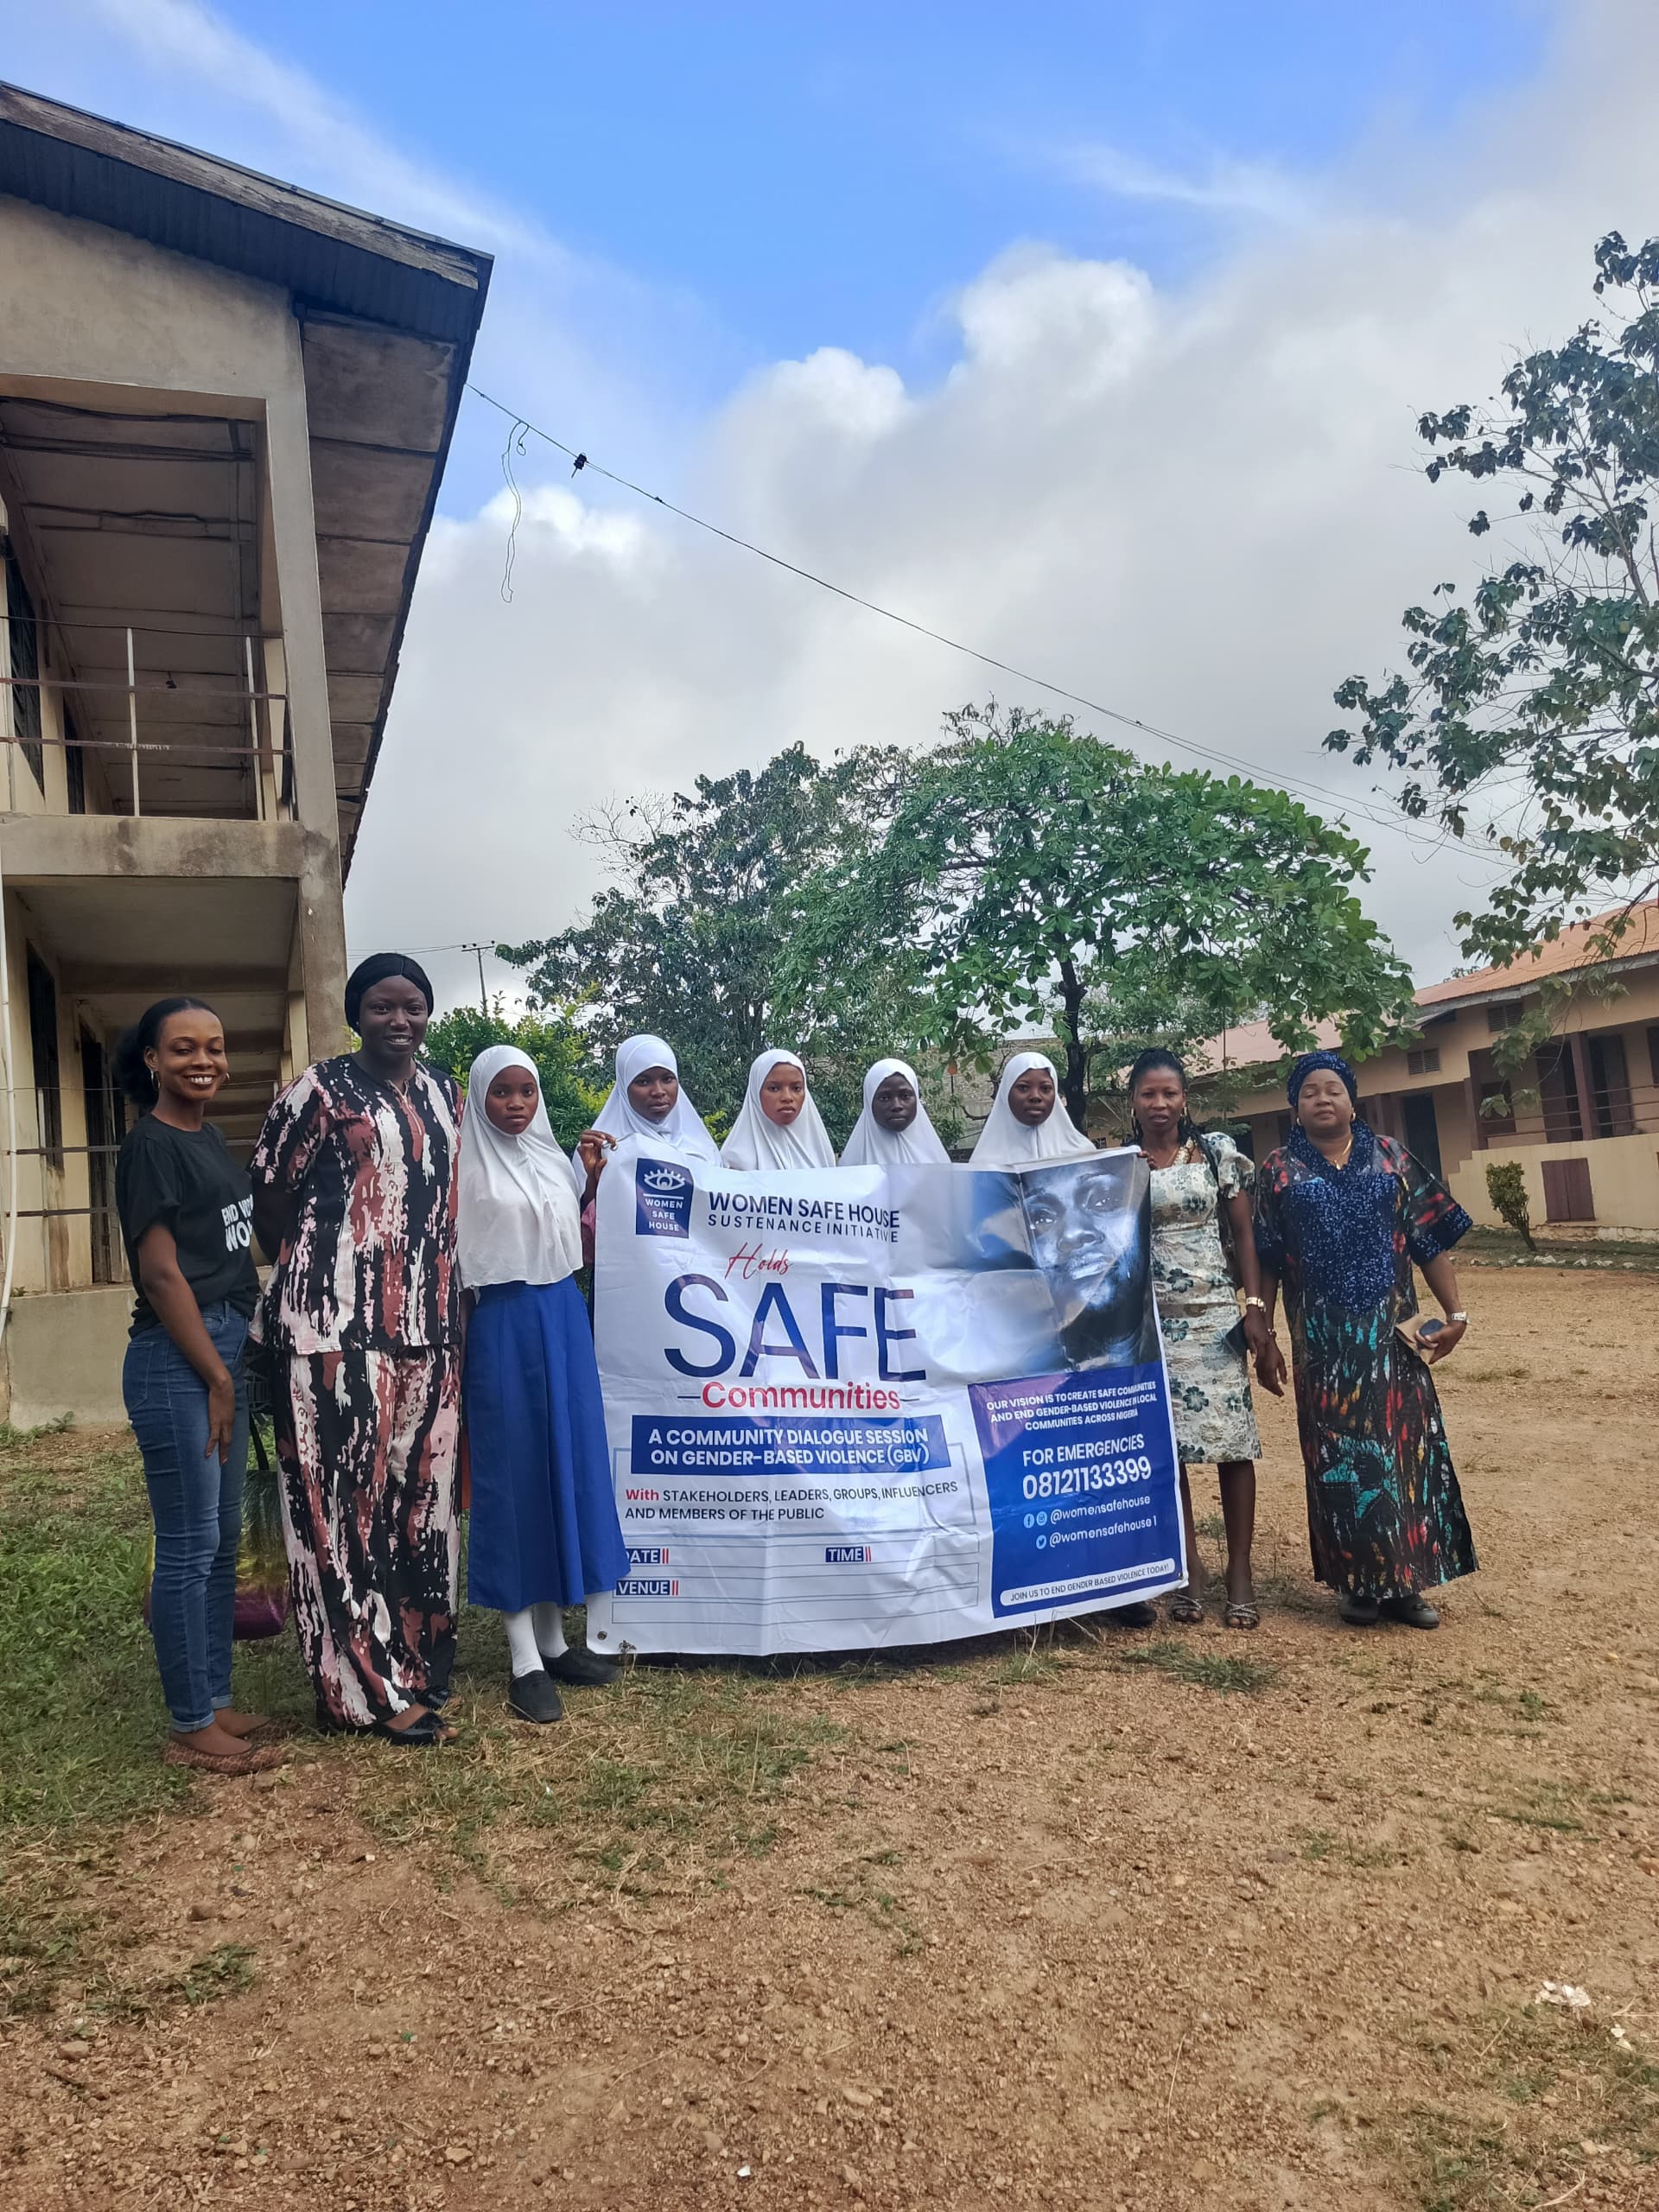 WOMEN
SAFE
HOUSE
WOMEN SAFE HOUSE
SUSTENANCE INITIATIVE
Holds
SAFE
Communities
A COMMUNITY DIALOGUE SESSION
ON GENDER-BASED VIOLENCE (GBV)
With STAKEHOLDERS, LEADERS, GROUPS, INFLUENCERS
AND MEMBERS OF THE PUBLIC
DATE
TIME
VENUE
OUR VISION IS TO CREATE SAFE COMMUNITIES
AND END GENDER-BASED VIOLENCE IN LOCAL
COMMUNITIES ACROSS NIGERIA
FOR EMERGENCIES
08121133399
@womensafehouse
@womensafehouse1
JOIN US TO END GENDER BASED VIOLENCE TODAY!
END